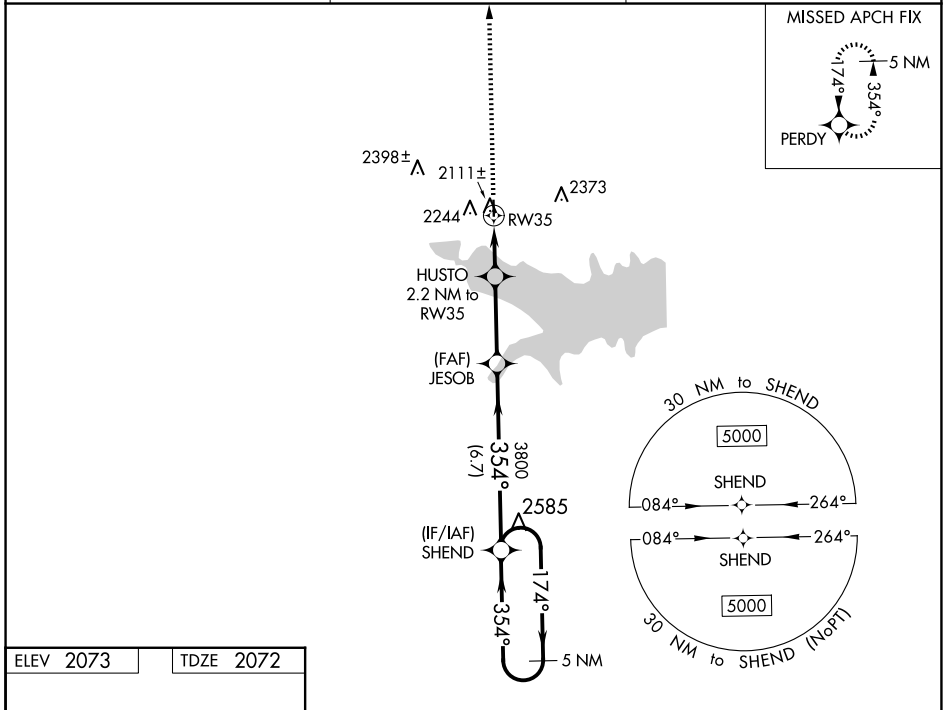 MISSED APCH FIX
5 NM
174°
354°
PERDY
2398±
2111±
2373
2244
RW35
HUSTO
2.2 NM to
RW35
(FAF)
JESOB
3800
354°
(6.7)
2585
(IF/IAF)
SHEND
174°
354°
5 NM
30 NM to SHEND
5000
SHEND
084°
264°
084°
264°
SHEND
5000
30 NM to SHEND (NoPT)
ELEV 2073
TDZE 2072